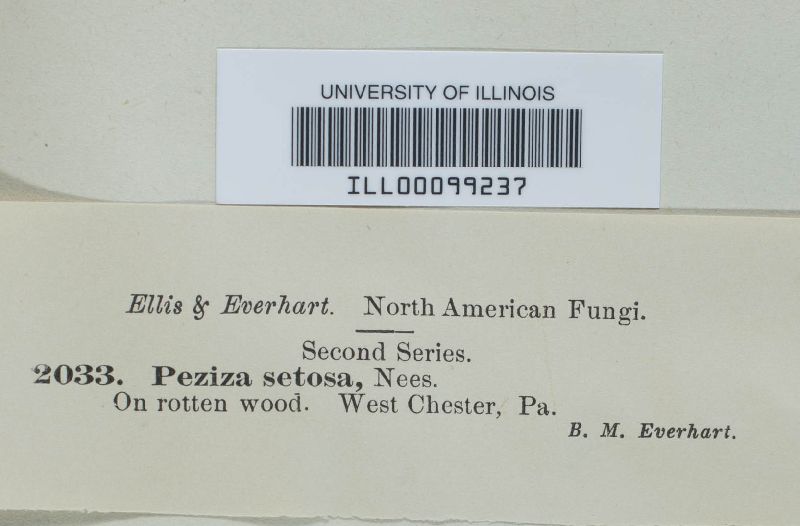 UNIVERSITY OF ILLINOIS
ILL00099237
Ellis & Everhart. North American Fungi.
Second Series.
2033. Peziza setosa, Nees.
On rotten wood. West Chester, Pa.
B. M. Everhart.